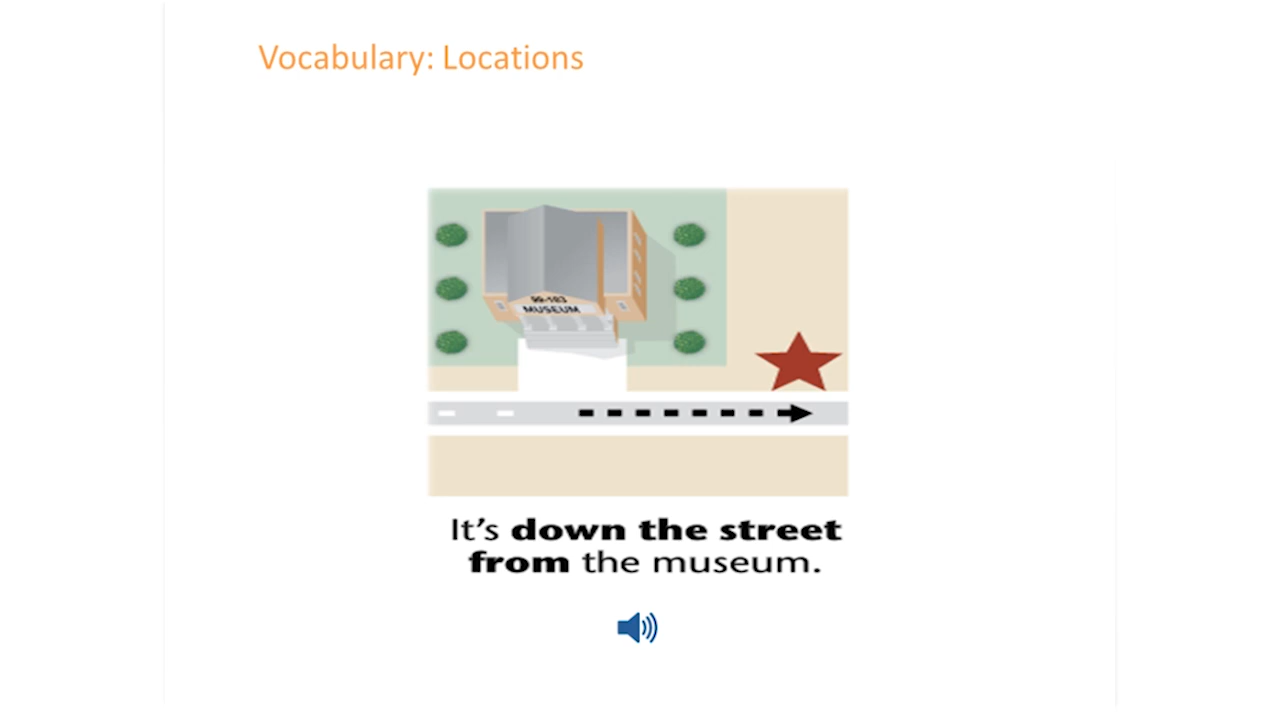 Vocabulary: Locations
MUSEUM
It's down the street
from the museum.